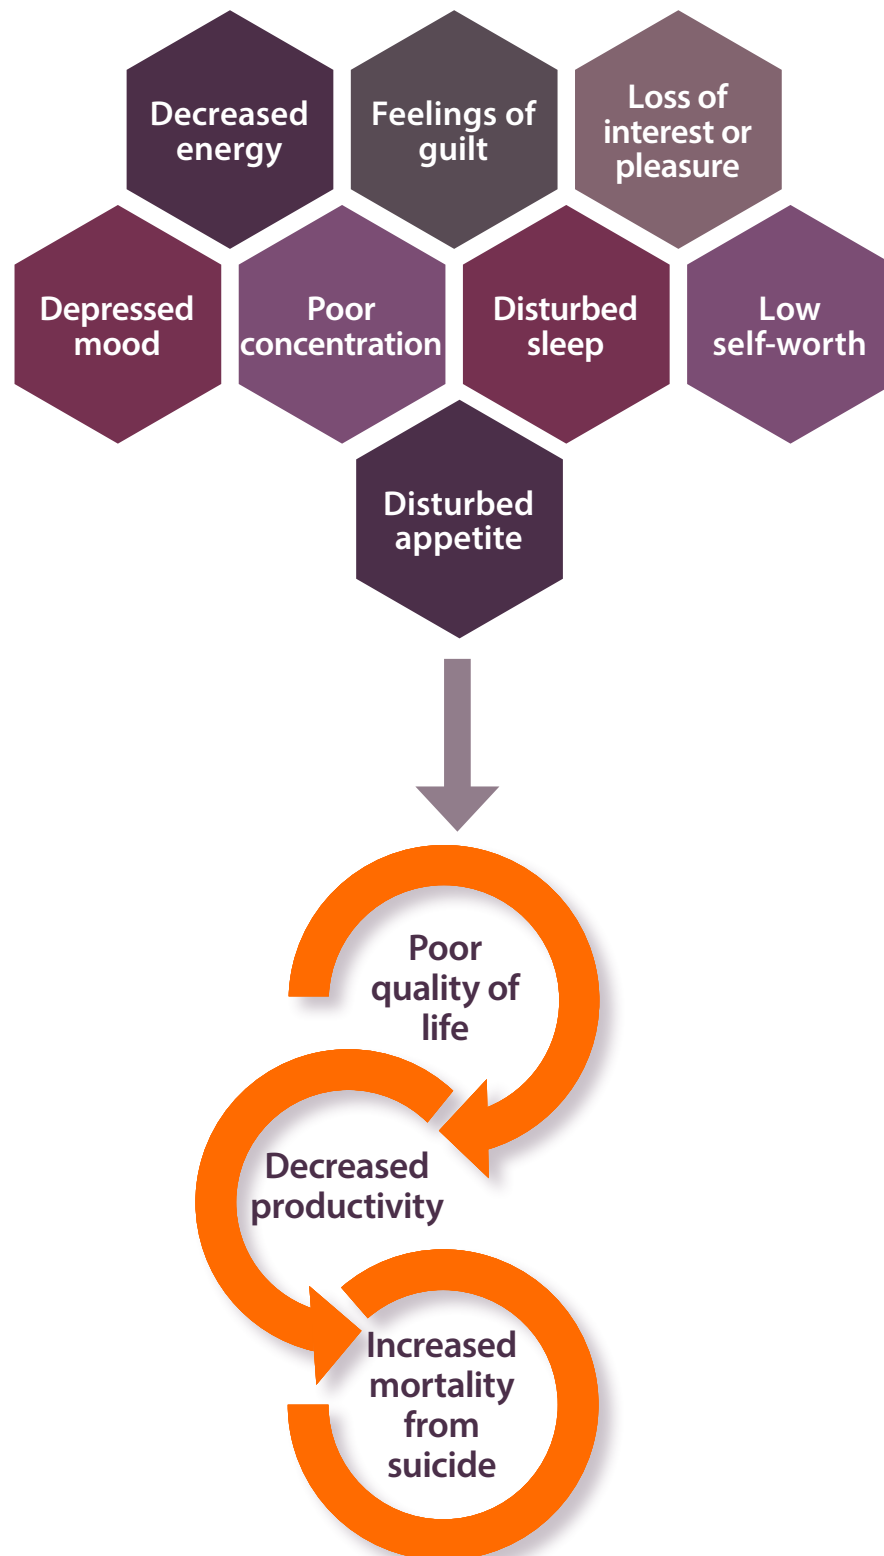 Decreased
energy
Feelings of
guilt
Loss of
interest or
pleasure
Depressed
mood
Poor
concentration
Disturbed
sleep
Low
self-worth
Disturbed
appetite
Poor
quality of
life
Decreased
productivity
Increased
mortality
from
suicide